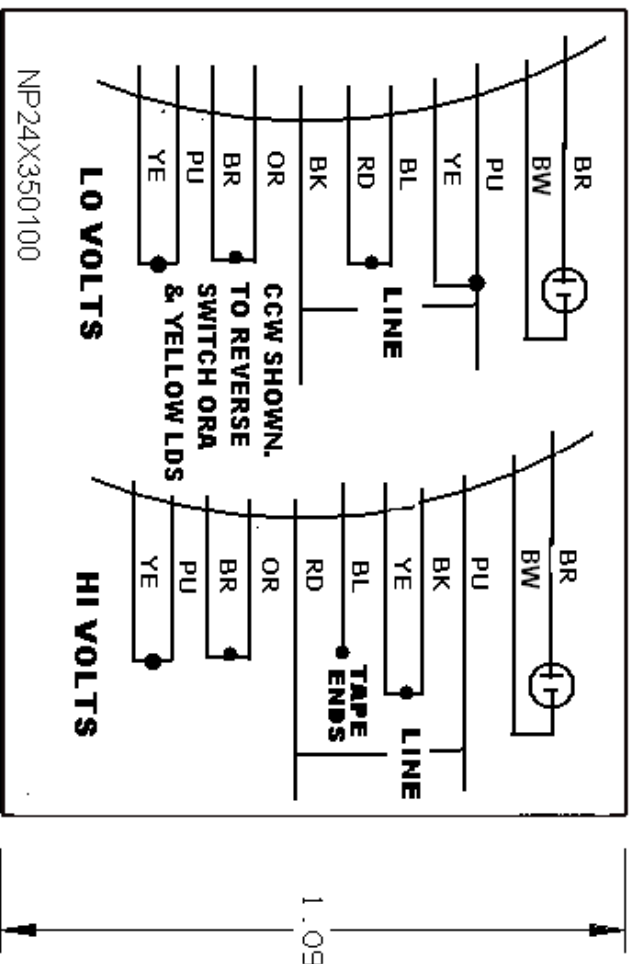 BR
BW
PU
YE
BL
RD
BK
OR
BR
PU
YE
LINE
CCW SHOWN.
TO REVERSE
SWITCH ORA
& YELLOW LDS
LO VOLTS
NP24X350100
BR
BW
PU
BK
YE
BL
RD
OR
BR
PU
YE
LINE
TAPE
ENDS
HI VOLTS
1.09